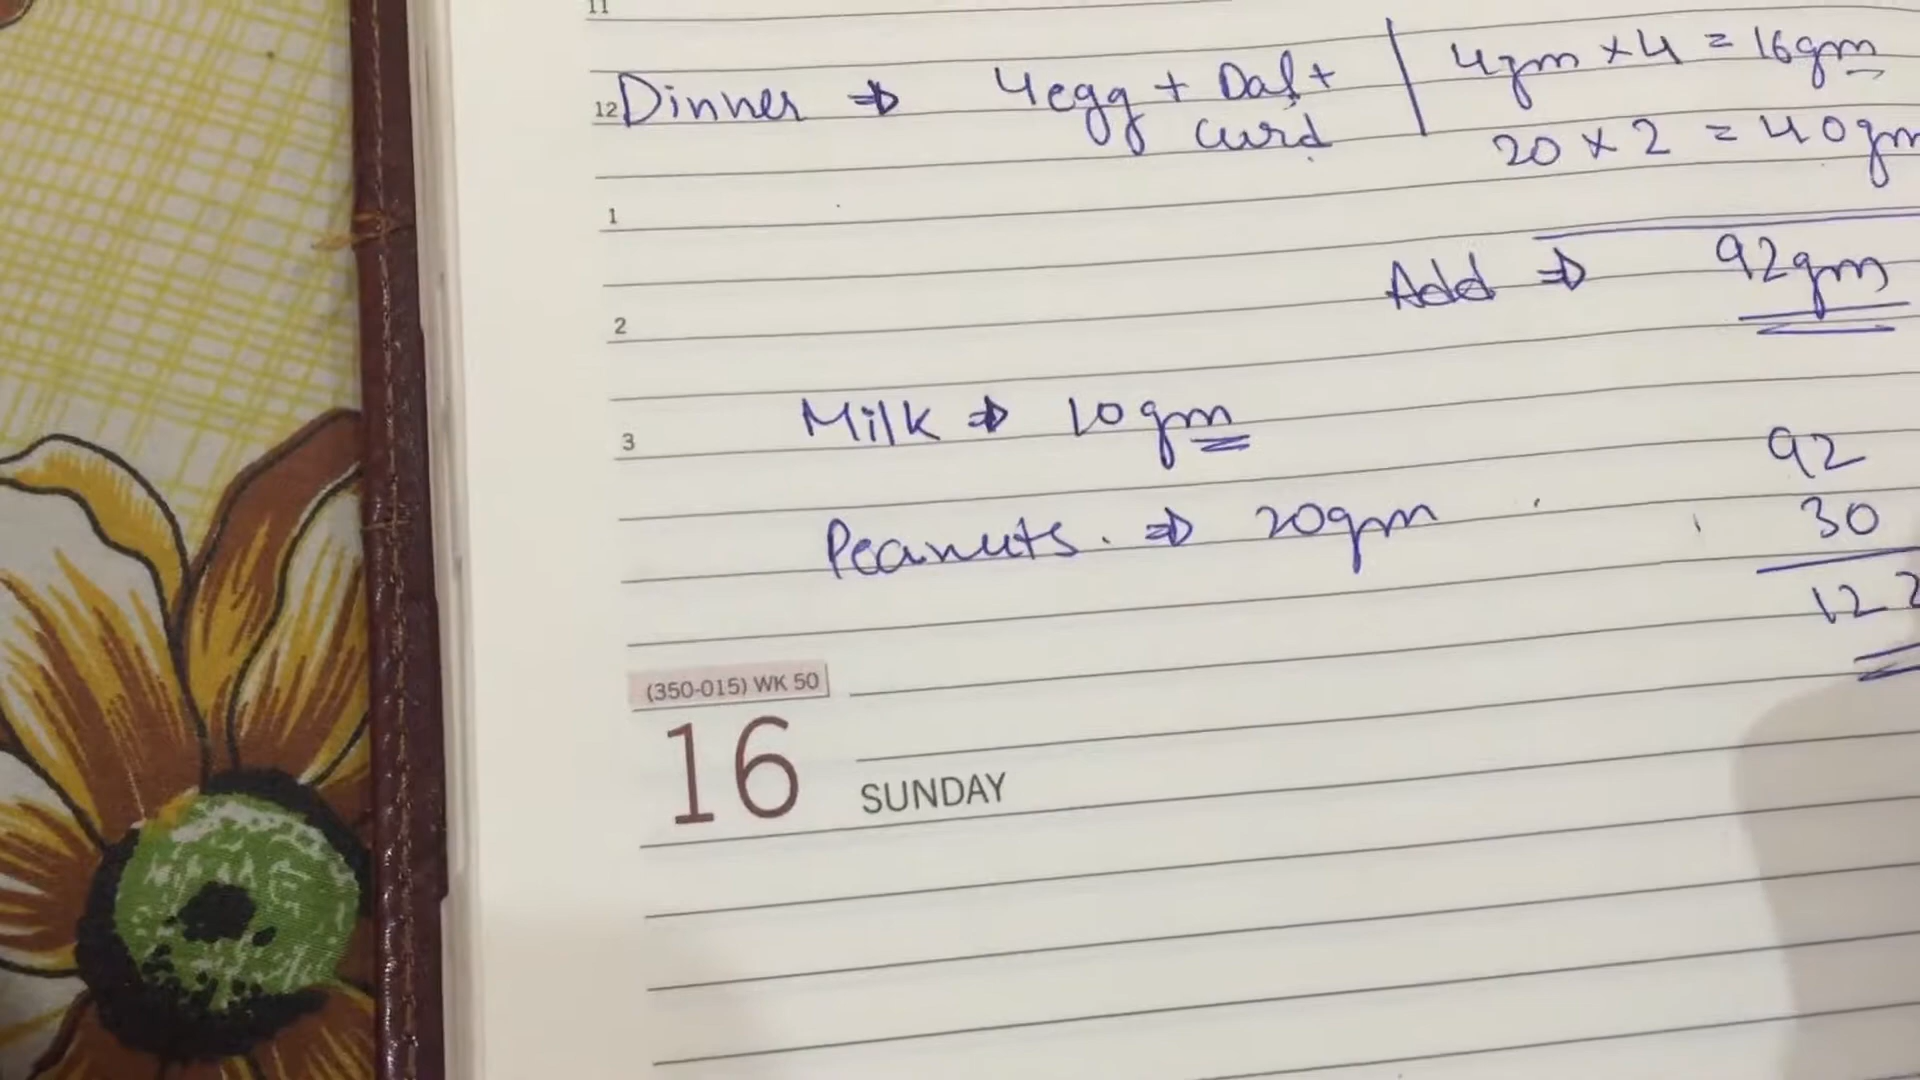 11
12 Dinner ⇒ 4egg + Dal + | 4gm × 4 = 16gm
curd | 20 × 2 = 40gm
1
Add ⇒ 92gm
2
3 Milk ⇒ 10gm
92
Peanuts. ⇒ 20gm
30
122
(350-015) WK 50
16 SUNDAY